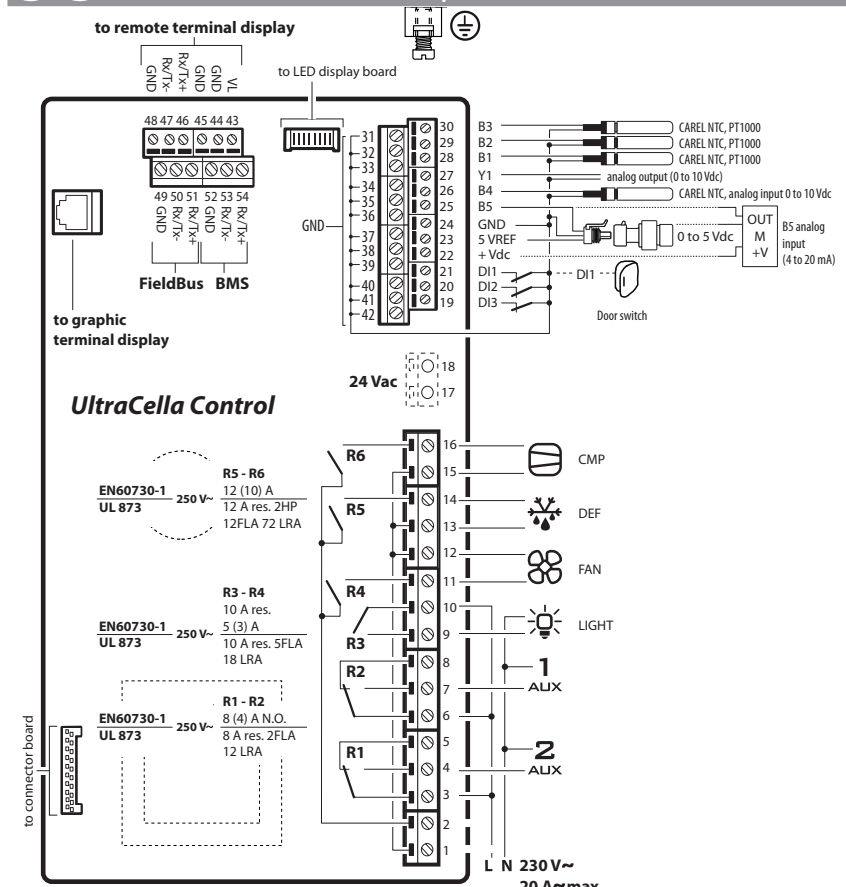 to remote terminal display
GND
Rx/Tx-
Rx/Tx+
GND
GND
VL
to LED display board
48 47 46 45 44 43
49 50 51 52 53 54
GND
Rx/Tx-
Rx/Tx+
GND
Rx/Tx-
Rx/Tx+
FieldBus BMS
to graphic
terminal display
GND
31
32
33
34
35
36
37
38
39
40
41
42
30
29
28
27
26
25
24
23
22
21
20
19
B3
B2
B1
Y1
B4
B5
GND
5 VREF
+ Vdc
DI1
DI2
DI3
CAREL NTC, PT1000
CAREL NTC, PT1000
CAREL NTC, PT1000
analog output (0 to 10 Vdc)
CAREL NTC, analog input 0 to 10 Vdc
0 to 5 Vdc
OUT
M
+V
B5 analog
input
(4 to 20 mA)
DI1
Door switch
24 Vac
18
17
UltraCella Control
EN60730-1
UL 873
250 V~
R5 - R6
12 (10) A
12 A res. 2HP
12FLA 72 LRA
EN60730-1
UL 873
250 V~
R3 - R4
10 A res.
5 (3) A
10 A res. 5FLA
18 LRA
EN60730-1
UL 873
250 V~
R1 - R2
8 (4) A N.O.
8 A res. 2FLA
12 LRA
to connector board
R6
R5
R4
R3
R2
R1
16
15
14
13
12
11
10
9
8
7
6
5
4
3
2
1
CMP
DEF
FAN
LIGHT
1
AUX
2
AUX
L N 230 V~
20 A~max